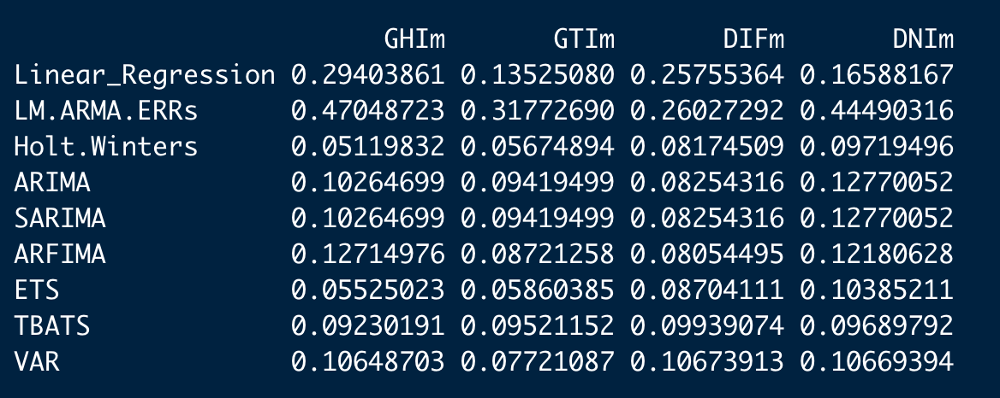 GHIm GTIm DIFm DNIm
Linear_Regression 0.29403861 0.13525080 0.25755364 0.16588167
LM.ARMA.ERRs 0.47048723 0.31772690 0.26027292 0.44490316
Holt.Winters 0.05119832 0.05674894 0.08174509 0.09719496
ARIMA 0.10264699 0.09419499 0.08254316 0.12770052
SARIMA 0.10264699 0.09419499 0.08254316 0.12770052
ARFIMA 0.12714976 0.08721258 0.08054495 0.12180628
ETS 0.05525023 0.05860385 0.08704111 0.10385211
TBATS 0.09230191 0.09521152 0.09939074 0.09689792
VAR 0.10648703 0.07721087 0.10673913 0.10669394